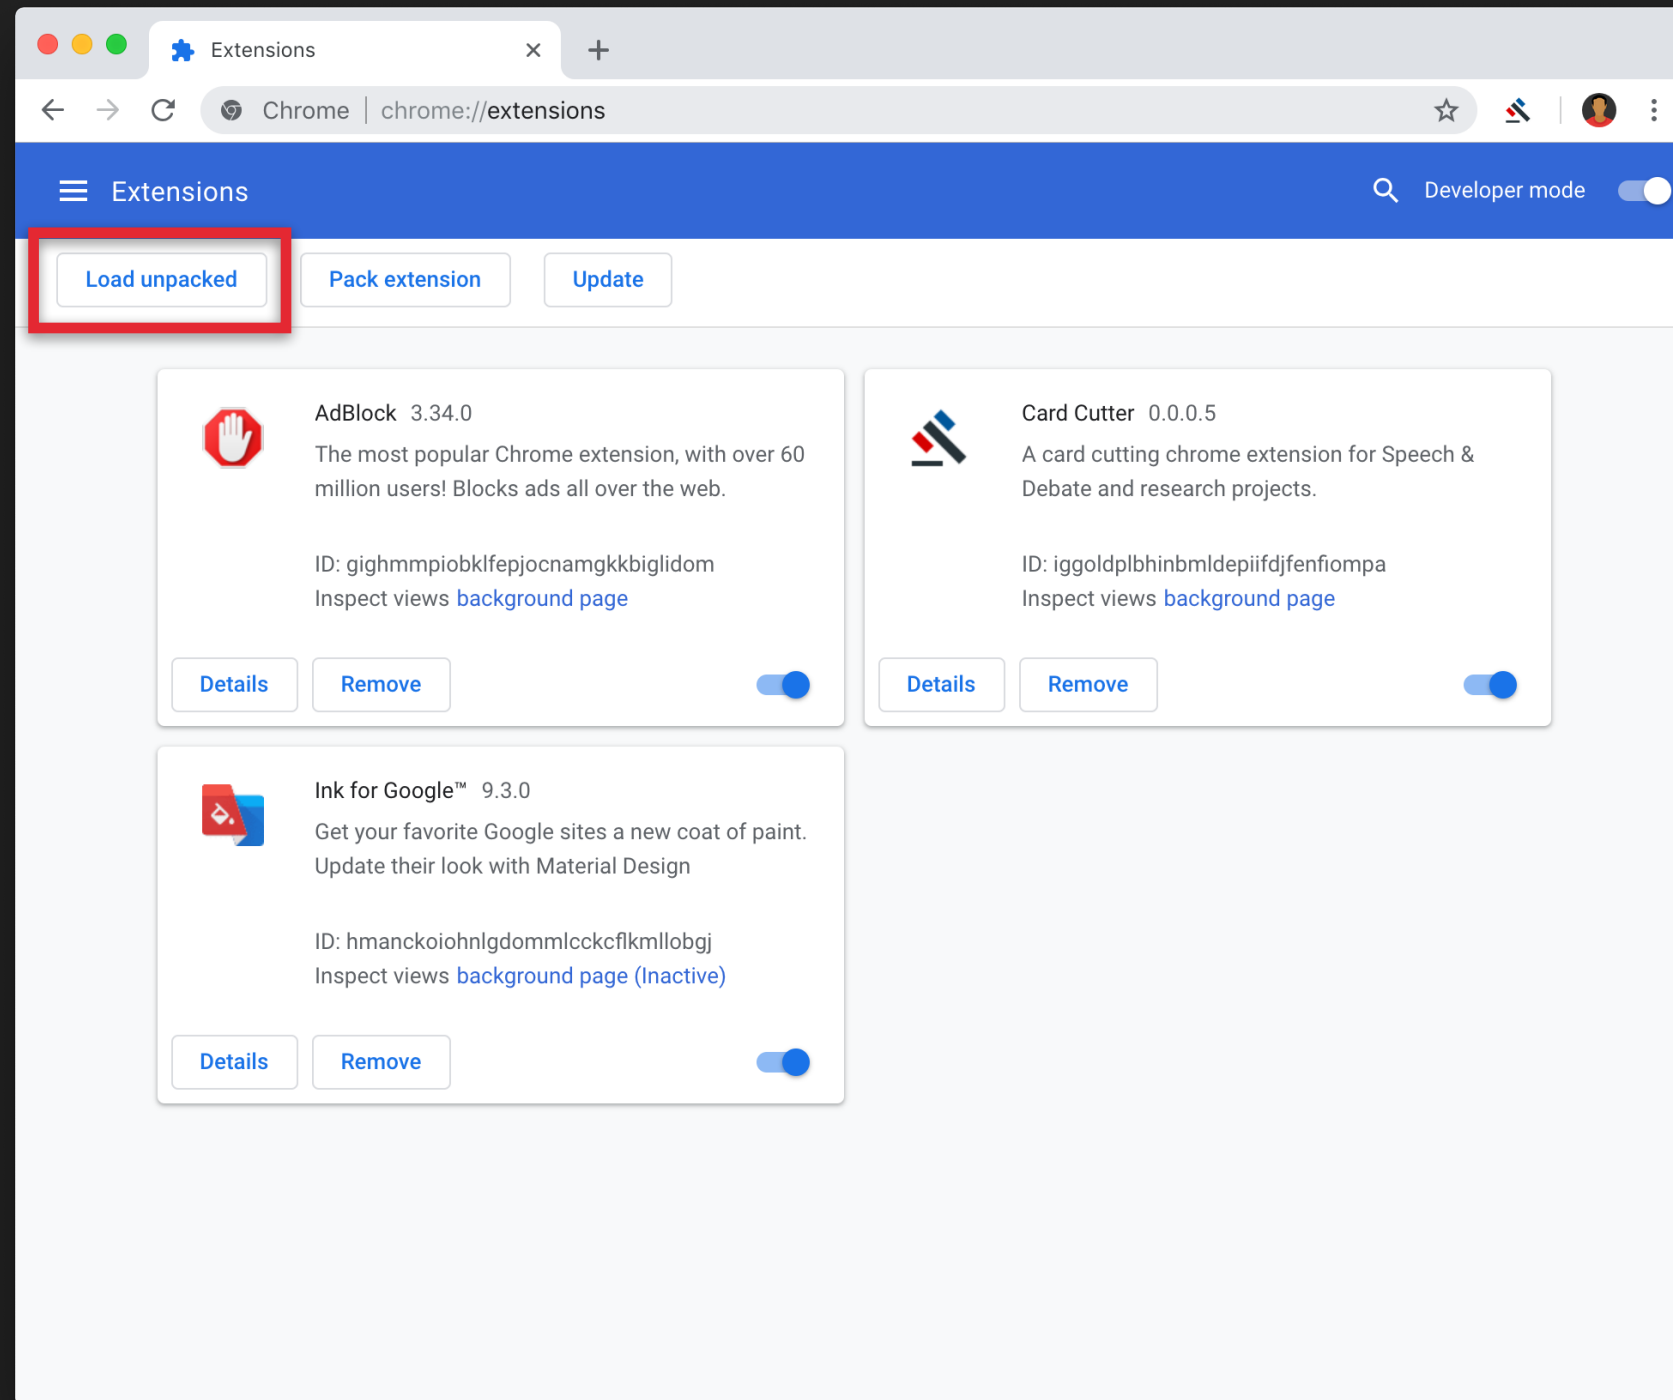 Extensions
Chrome | chrome://extensions
Extensions
Developer mode
Load unpacked
Pack extension
Update
AdBlock 3.34.0
The most popular Chrome extension, with over 60
million users! Blocks ads all over the web.
ID: gighmmpiobklfepjocnamgkkbiglidom
Inspect views background page
Details
Remove
Card Cutter 0.0.0.5
A card cutting chrome extension for Speech &
Debate and research projects.
ID: iggoldplbhinbmldepiifdjfenfiompa
Inspect views background page
Details
Remove
Ink for Google™ 9.3.0
Get your favorite Google sites a new coat of paint.
Update their look with Material Design
ID: hmanckoiohnlgdommlcckcflkmllobgj
Inspect views background page (Inactive)
Details
Remove